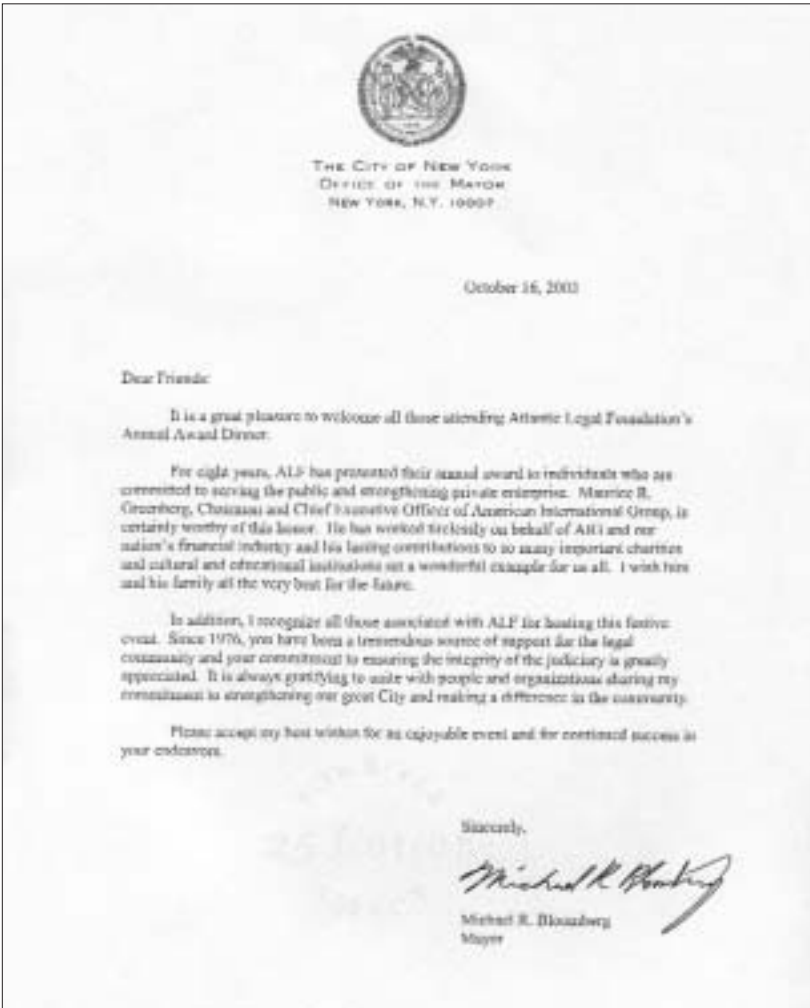 THE CITY OF NEW YORK
OFFICE OF THE MAYOR
NEW YORK, N.Y. 10007
October 16, 2003
Dear Friends:
It is a great pleasure to welcome all those attending Atlantic Legal Foundation's
Annual Award Dinner.
For eight years, ALF has presented their annual award to individuals who are
committed to serving the public and strengthening private enterprise. Maurice R.
Greenberg, Chairman and Chief Executive Officer of American International Group, is
certainly worthy of this honor. He has worked tirelessly on behalf of AIG and our
nation's financial industry and his lasting contributions to so many important charities
and cultural and educational institutions set a wonderful example for us all. I wish him
and his family all the very best for the future.
In addition, I recognize all those associated with ALF for hosting this festive
event. Since 1976, you have been a tremendous source of support for the legal
community and your commitment to ensuring the integrity of the judiciary is greatly
appreciated. It is always gratifying to unite with people and organizations sharing my
commitment to strengthening our great City and making a difference in the community.
Please accept my best wishes for an enjoyable event and for continued success in
your endeavors.
Sincerely,
Michael R Bloomberg
Michael R. Bloomberg
Mayor